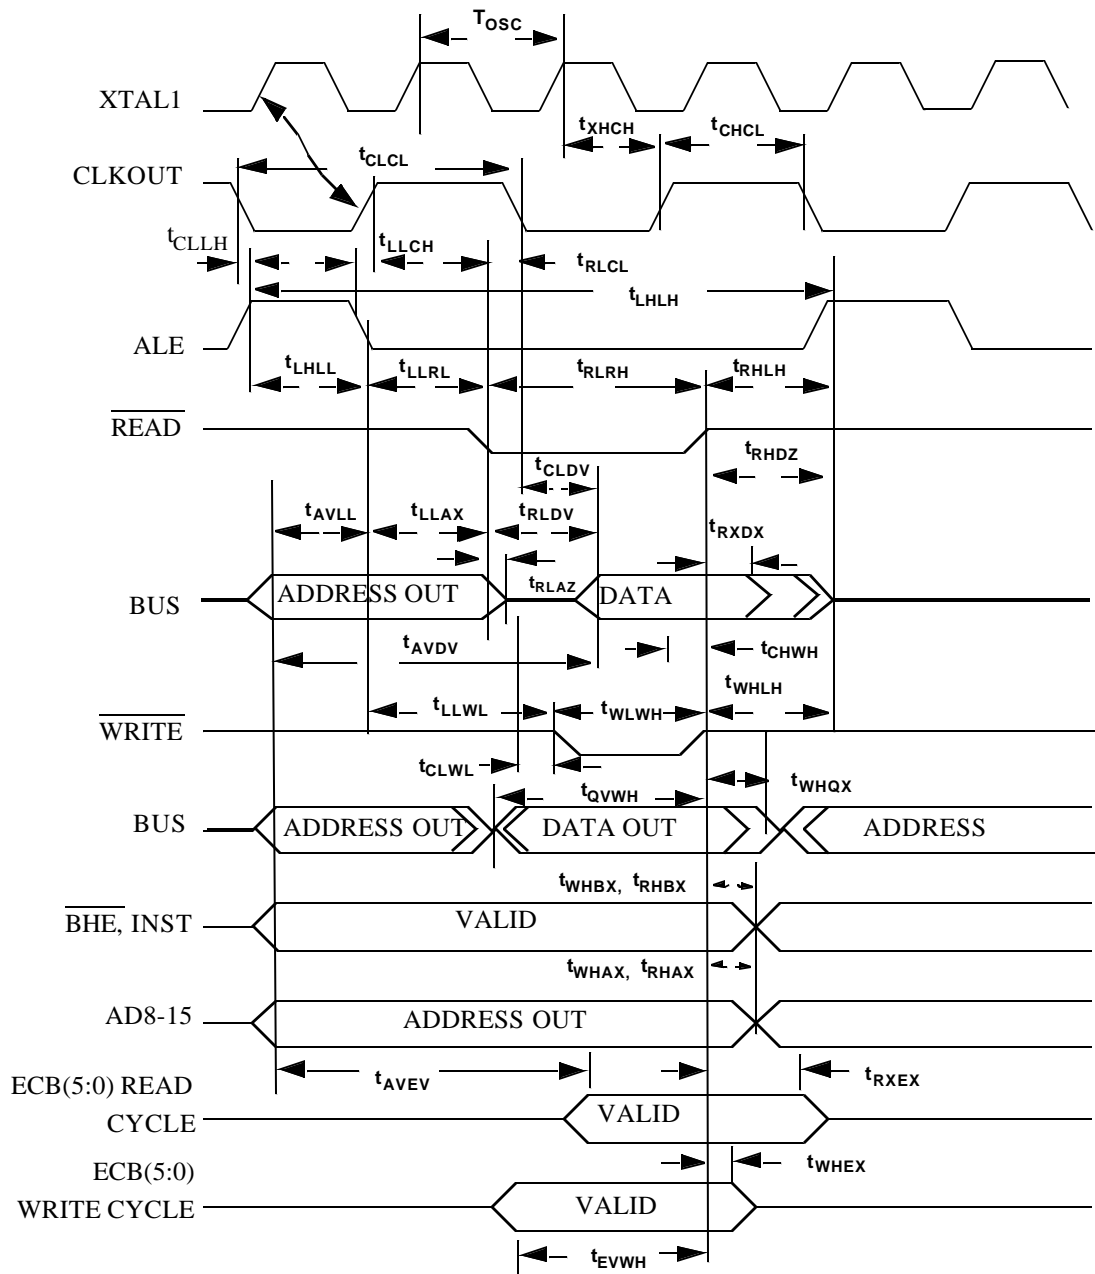 TOSC
XTAL1
tXHCH
tCHCL
tCLCL
CLKOUT
tCLLH
tLLCH
tRLCL
tLHLH
ALE
tLHLL
tLLRL
tRLRH
tRHLH
READ
tRHDZ
tCLDV
tAVLL
tLLAX
tRLDV
tRXDX
tRLAZ
BUS
ADDRESS OUT
DATA
tAVDV
tCHWH
tWHLH
tLLWL
tWLWH
WRITE
tCLWL
tWHQX
tQVWH
BUS
ADDRESS OUT
DATA OUT
ADDRESS
tWHBX, tRHBX
BHE, INST
VALID
tWHAX, tRHAX
AD8-15
ADDRESS OUT
tAVEV
tRXEX
ECB(5:0) READ
CYCLE
VALID
tWHEX
ECB(5:0)
WRITE CYCLE
VALID
tEVWH